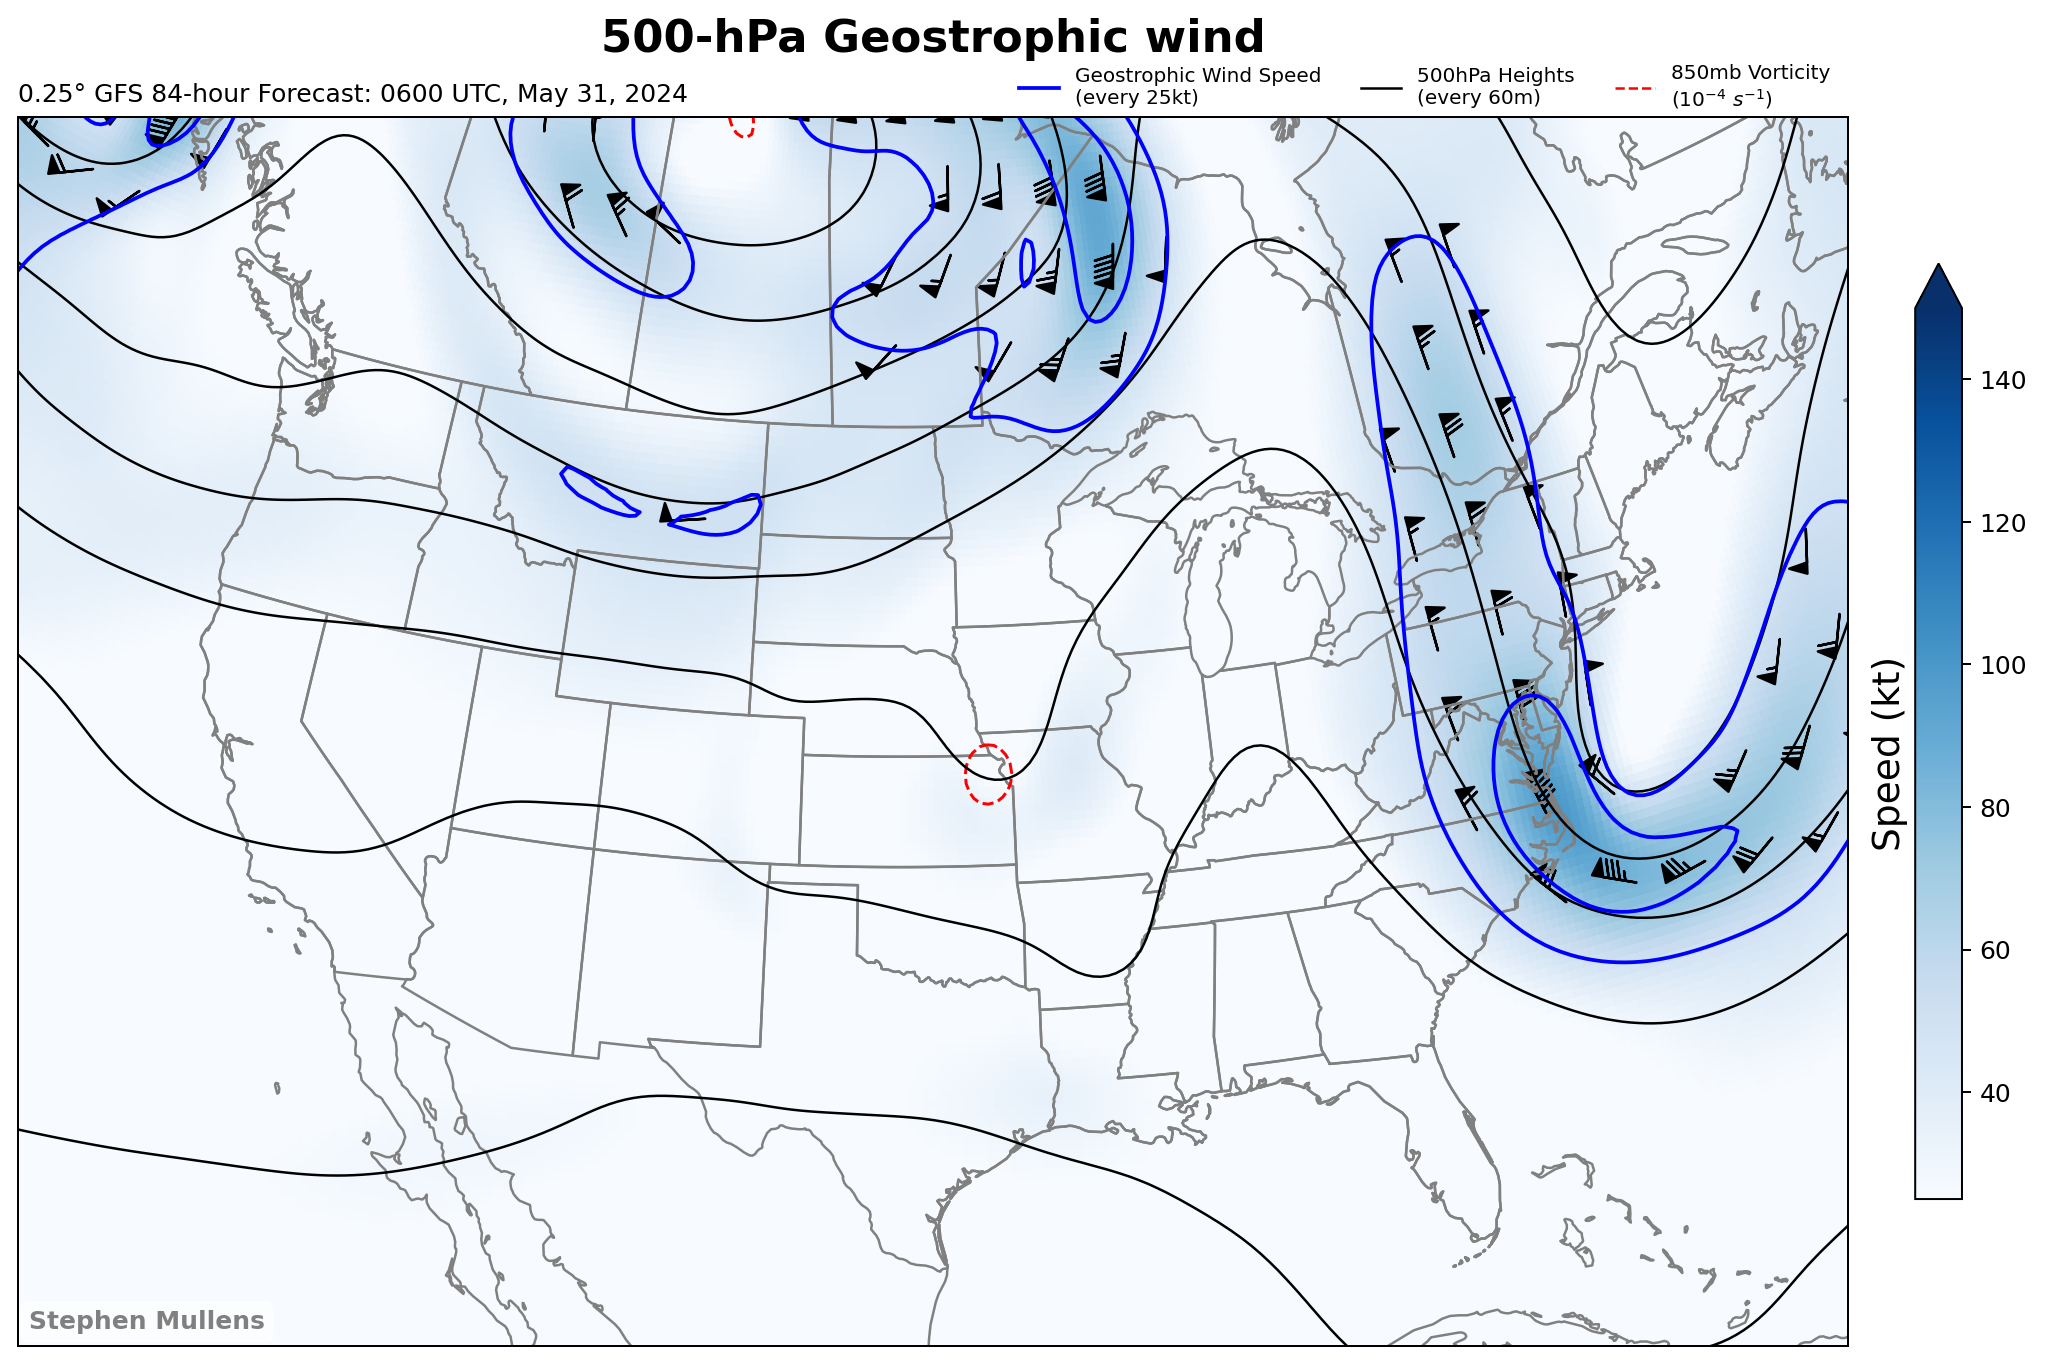 500-hPa Geostrophic wind
0.25° GFS 84-hour Forecast: 0600 UTC, May 31, 2024
Geostrophic Wind Speed
(every 25kt)
500hPa Heights
(every 60m)
850mb Vorticity
(10⁻⁴ s⁻¹)
140
120
100
80
60
40
Speed (kt)
Stephen Mullens